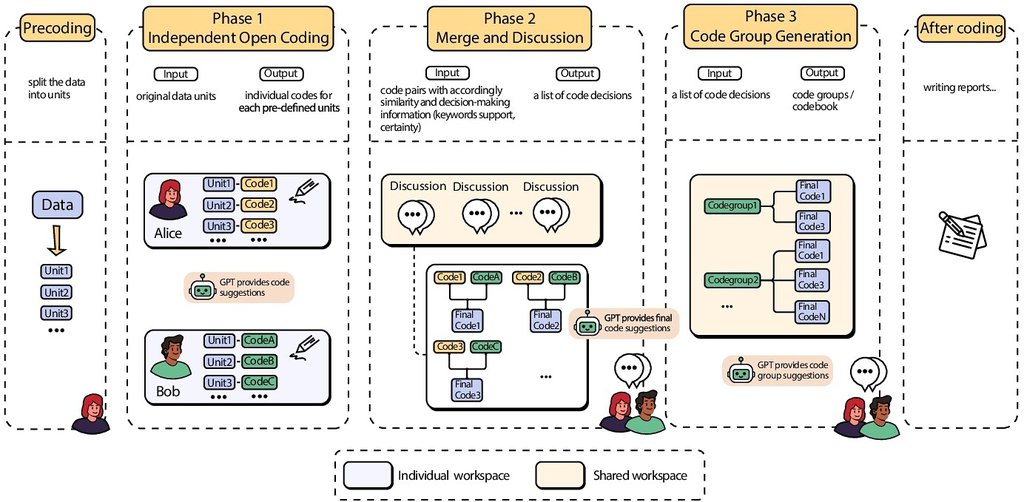 Precoding
split the data
into units
Data
Unit1
Unit2
Unit3
•••
Phase 1
Independent Open Coding
Input
Output
original data units
individual codes for
each pre-defined units
Alice
Unit1 - Code1
Unit2 - Code2
Unit3 - Code3
••• •••
GPT provides code
suggestions
Bob
Unit1 - CodeA
Unit2 - CodeB
Unit3 - CodeC
••• •••
Phase 2
Merge and Discussion
Input
Output
code pairs with accordingly
similarity and decision-making
information (keywords support,
certainty)
a list of code decisions
Discussion Discussion Discussion
•••
Code1 CodeA Code2 CodeB
Final
Code1
Final
Code2
Code3 CodeC
Final
Code3
...
GPT provides final
code suggestions
Phase 3
Code Group Generation
Input
Output
a list of code decisions
code groups /
codebook
Codegroup1
Final
Code1
Final
Code3
Codegroup2
Final
Code1
Final
Code3
Final
CodeN
...
GPT provides code
group suggestions
After coding
writing reports...
Individual workspace
Shared workspace